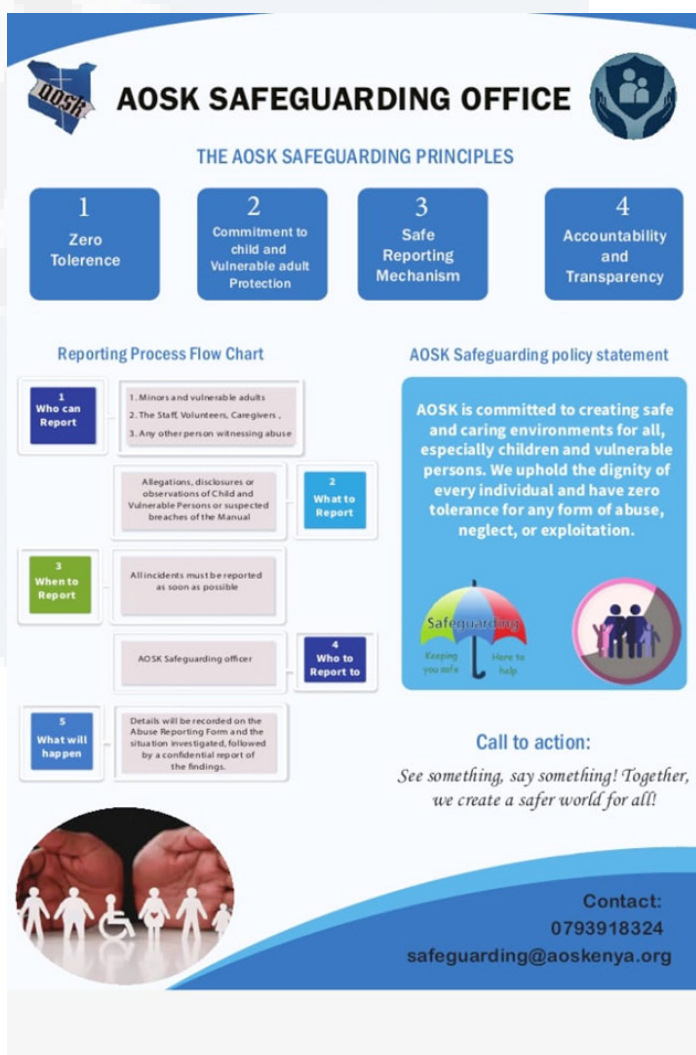 aosk
AOSK SAFEGUARDING OFFICE
THE AOSK SAFEGUARDING PRINCIPLES
1
Zero
Tolerence
2
Commitment to
child and
Vulnerable adult
Protection
3
Safe
Reporting
Mechanism
4
Accountability
and
Transparency
Reporting Process Flow Chart
1
Who can
Report
1. Minors and vulnerable adults
2. The Staff, Volunteers, Caregivers ,
3. Any other person witnessing abuse
Allegations, disclosures or
observations of Child and
Vulnerable Persons or suspected
breaches of the Manual
2
What to
Report
3
When to
Report
All incidents must be reported
as soon as possible
AOSK Safeguarding officer
4
Who to
Report to
5
What will
happen
Details will be recorded on the
Abuse Reporting Form and the
situation investigated, followed
by a confidential report of
the findings.
AOSK Safeguarding policy statement
AOSK is committed to creating safe
and caring environments for all,
especially children and vulnerable
persons. We uphold the dignity of
every individual and have zero
tolerance for any form of abuse,
neglect, or exploitation.
Safeguarding
Keeping
you safe
Here to
help
Call to action:
See something, say something! Together,
we create a safer world for all!
Contact:
0793918324
safeguarding@aoskenya.org